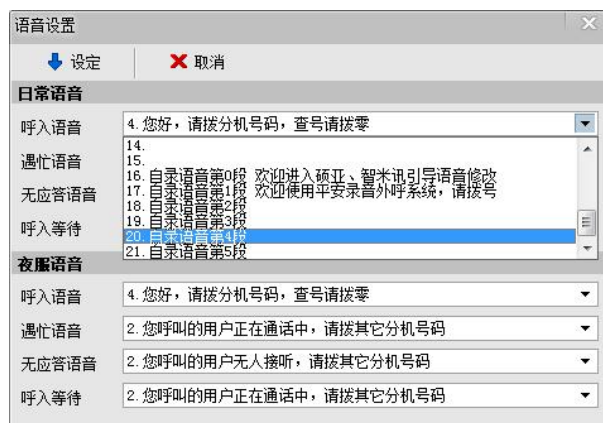 语音设置
设定 取消
日常语音
呼入语音 4.您好，请拨分机号码，查号请拨零
14.
遇忙语音 15.
16.自录语音第0段 欢迎进入硕亚、智米讯引导语音修改
无应答语音 17.自录语音第1段 欢迎使用平安录音外呼系统，请拨号
18.自录语音第2段
呼入等待 19.自录语音第3段
20.自录语音第4段
21.自录语音第5段
夜服语音
呼入语音 4.您好，请拨分机号码，查号请拨零
遇忙语音 2.您呼叫的用户正在通话中，请拨其它分机号码
无应答语音 2.您呼叫的用户无人接听，请拨其它分机号码
呼入等待 2.您呼叫的用户正在通话中，请拨其它分机号码